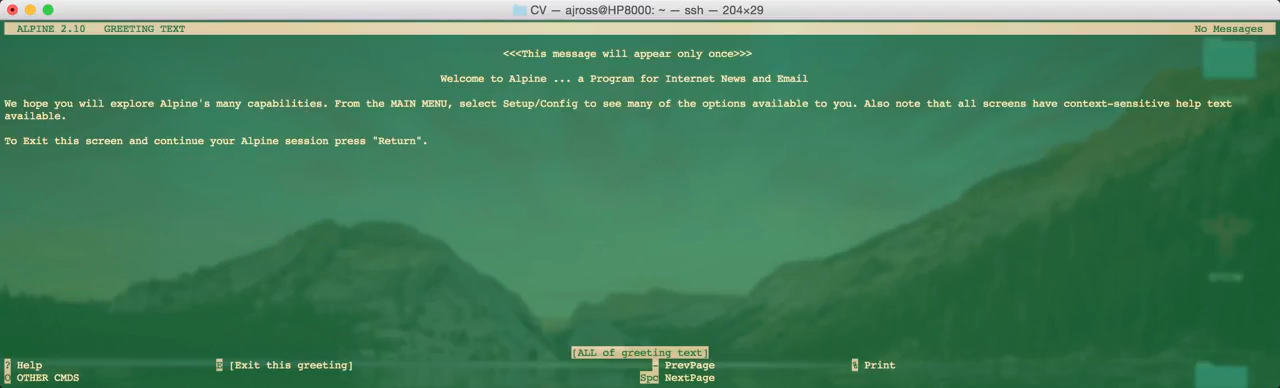 CV — ajross@HP8000: ~ — ssh — 204×29
ALPINE 2.10 GREETING TEXT No Messages
<<<This message will appear only once>>>
Welcome to Alpine ... a Program for Internet News and Email
We hope you will explore Alpine's many capabilities. From the MAIN MENU, select Setup/Config to see many of the options available to you. Also note that all screens have context-sensitive help text
available.
To Exit this screen and continue your Alpine session press "Return".
[ALL of greeting text]
? Help E [Exit this greeting] - PrevPage % Print
O OTHER CMDS Spc NextPage